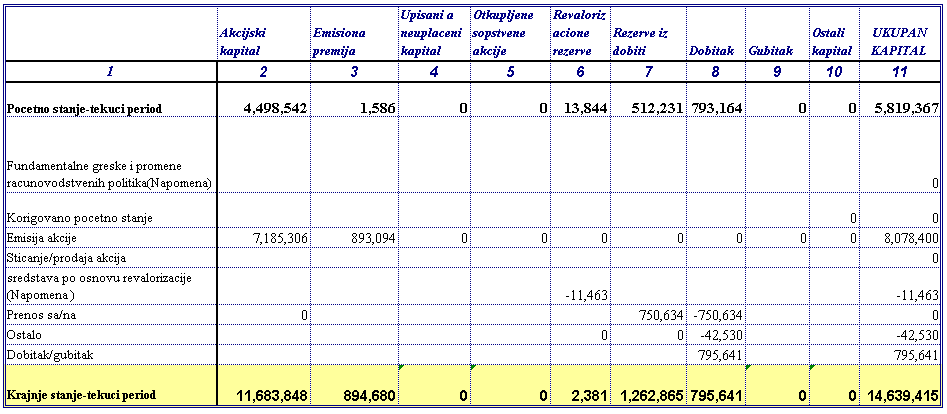 Akcijski kapital | Emisiona premija | Upisani a neuplaceni kapital | Otkupljene sopstvene akcije | Revaloriz acione rezerve | Rezerve iz dobiti | Dobitak | Gubitak | Ostali kapital | UKUPAN KAPITAL
1 | 2 | 3 | 4 | 5 | 6 | 7 | 8 | 9 | 10 | 11
Pocetno stanje-tekuci period | 4,498,542 | 1,586 | 0 | 0 | 13,844 | 512,231 | 793,164 | 0 | 0 | 5,819,367
Fundamentalne greske i promene
racunovodstvenih politika(Napomena) | 0
Korigovano pocetno stanje | 0 | 0
Emisija akcije | 7,185,306 | 893,094 | 0 | 0 | 0 | 0 | 0 | 0 | 0 | 8,078,400
Sticanje/prodaja akcija | 0
sredstava po osnovu revalorizacije
(Napomena ) | -11,463 | -11,463
Prenos sa/na | 0 | 750,634 | -750,634 | 0
Ostalo | 0 | 0 | -42,530 | -42,530
Dobitak/gubitak | 795,641 | 795,641
Krajnje stanje-tekuci period | 11,683,848 | 894,680 | 0 | 0 | 2,381 | 1,262,865 | 795,641 | 0 | 0 | 14,639,415